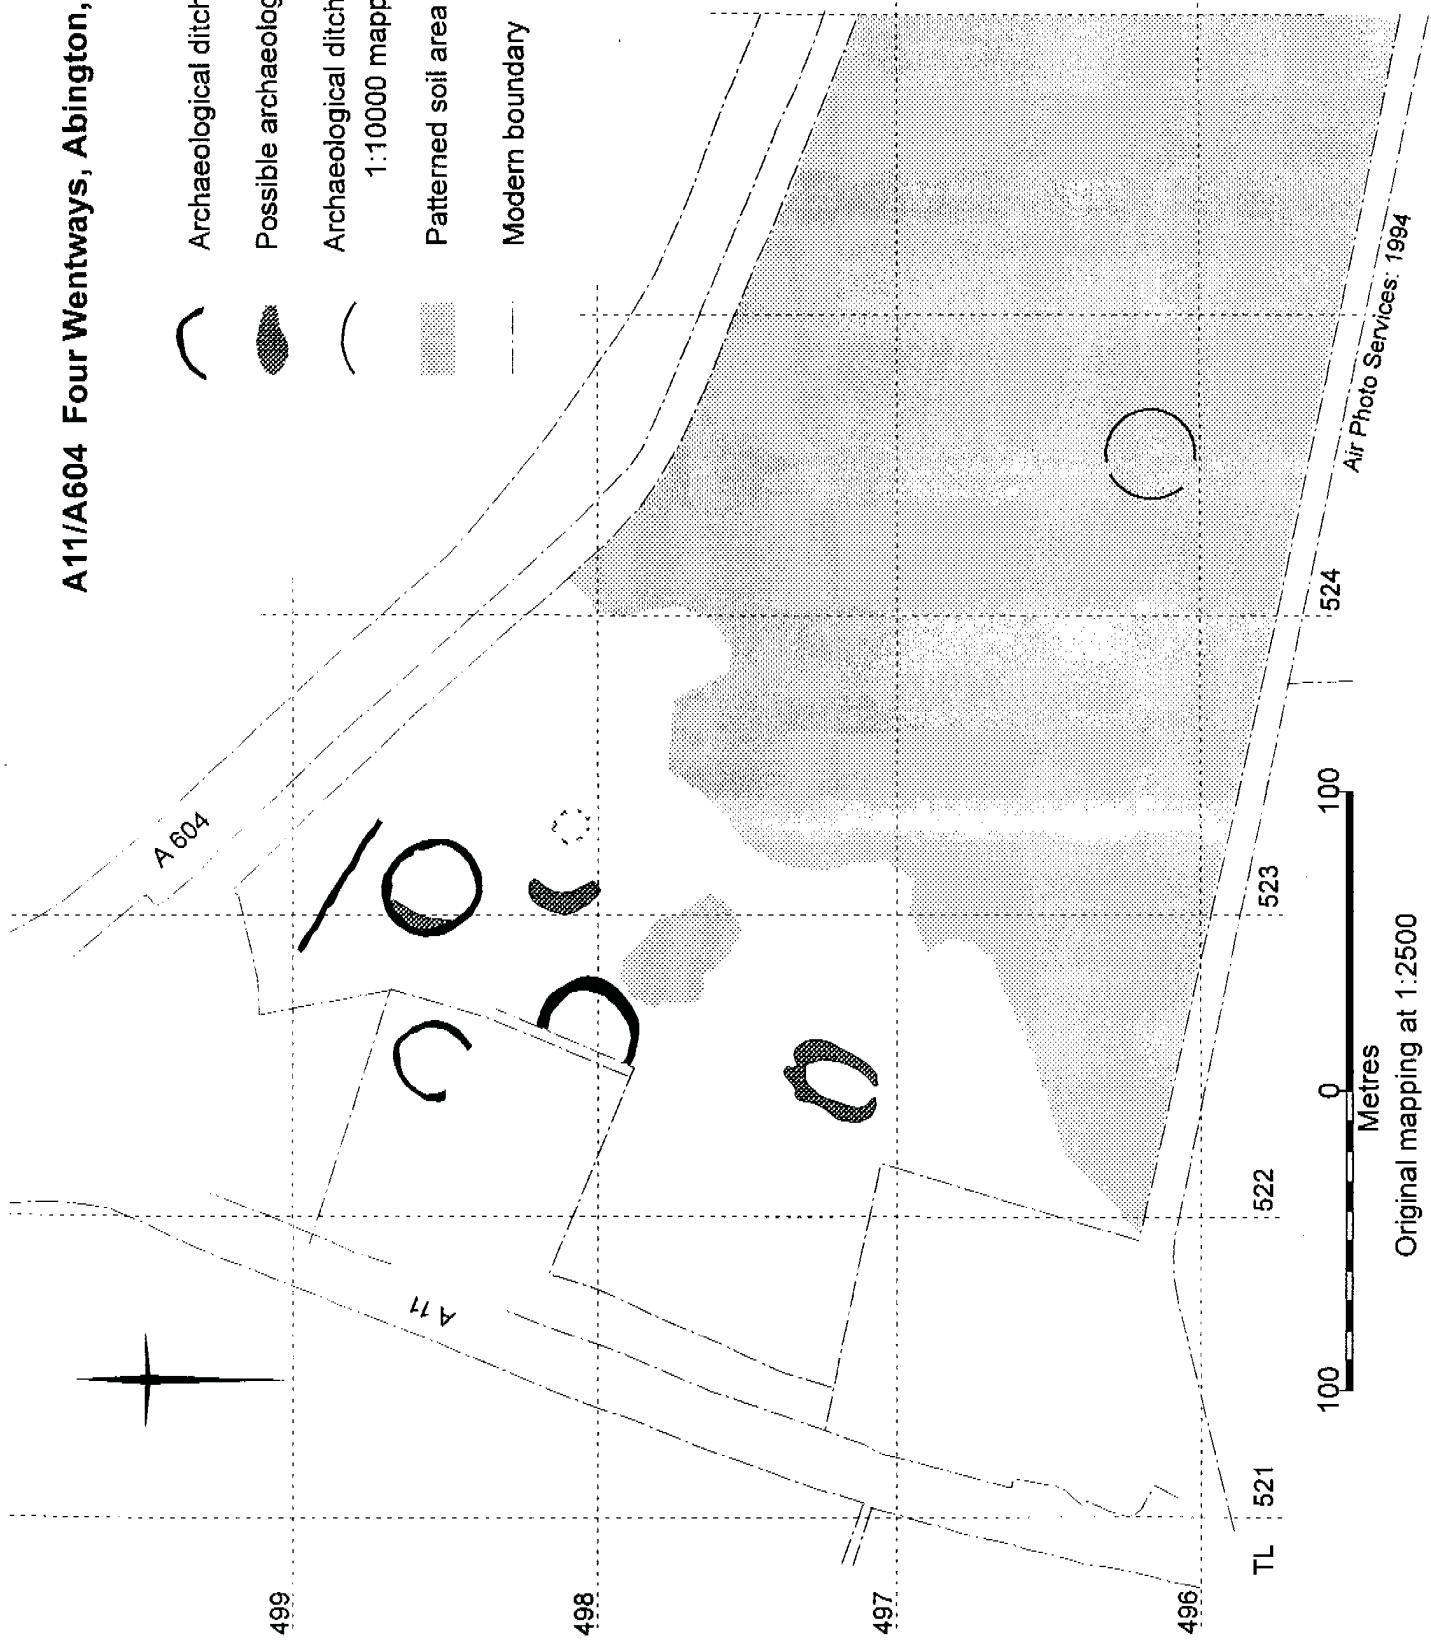 A11/A604 Four Wentways, Abington,
Archaeological ditch
Possible archaeolog
Archaeological ditch
1:10000 mapp
Patterned soil area
Modern boundary
A 604
A 11
499
498
497
496
TL 521
522
523
524
100 0 100
Metres
Original mapping at 1:2500
Air Photo Services: 1994